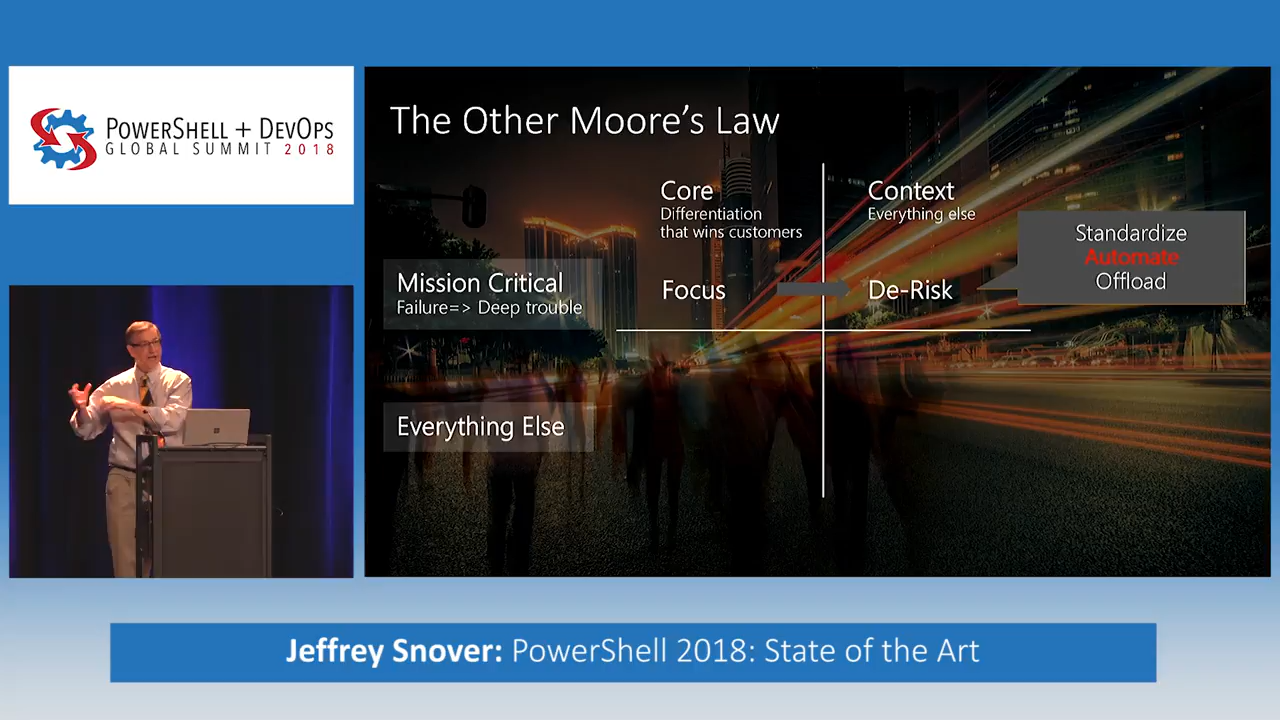 POWERSHELL + DEVOPS
GLOBAL SUMMIT 2018
The Other Moore's Law
Core
Differentiation
that wins customers
Context
Everything else
Standardize
Automate
Offload
Mission Critical
Failure=> Deep trouble
Focus
De-Risk
Everything Else
Jeffrey Snover: PowerShell 2018: State of the Art